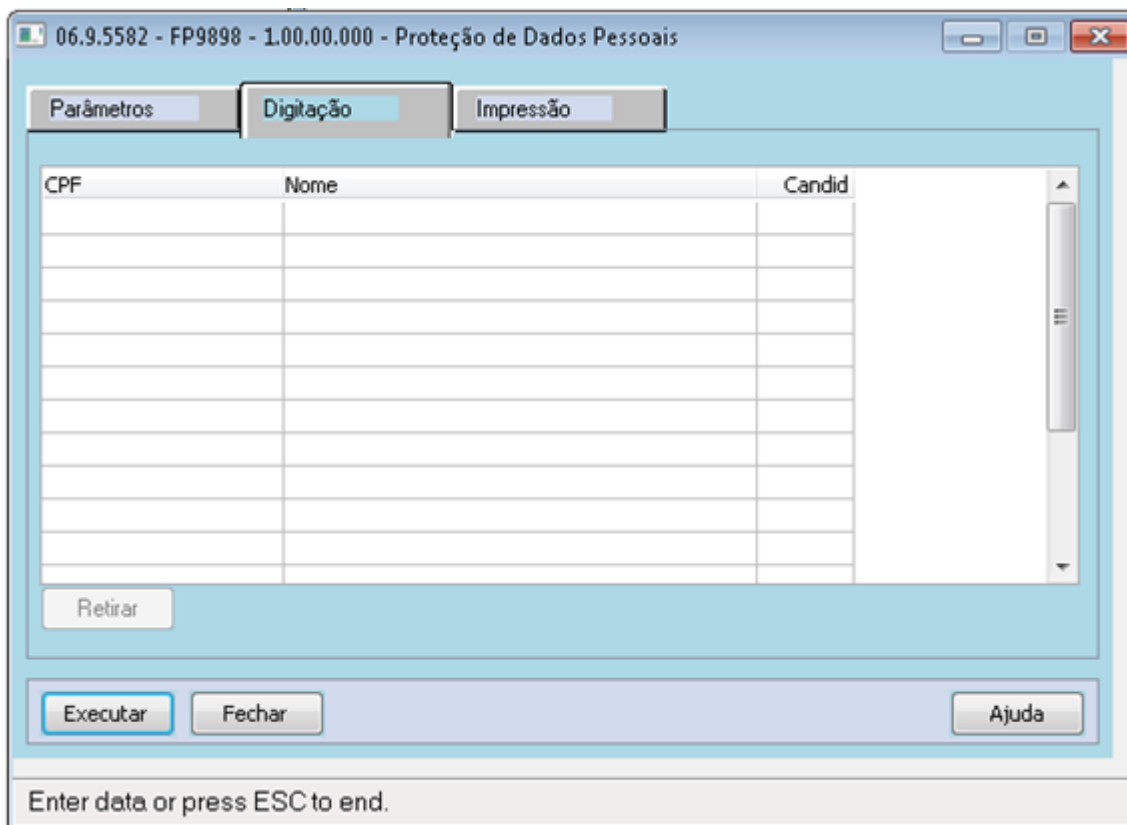 06.9.5582 - FP9898 - 1.00.00.000 - Proteção de Dados Pessoais
Parâmetros Digitação Impressão
CPF Nome Candid
Retirar
Executar Fechar Ajuda
Enter data or press ESC to end.